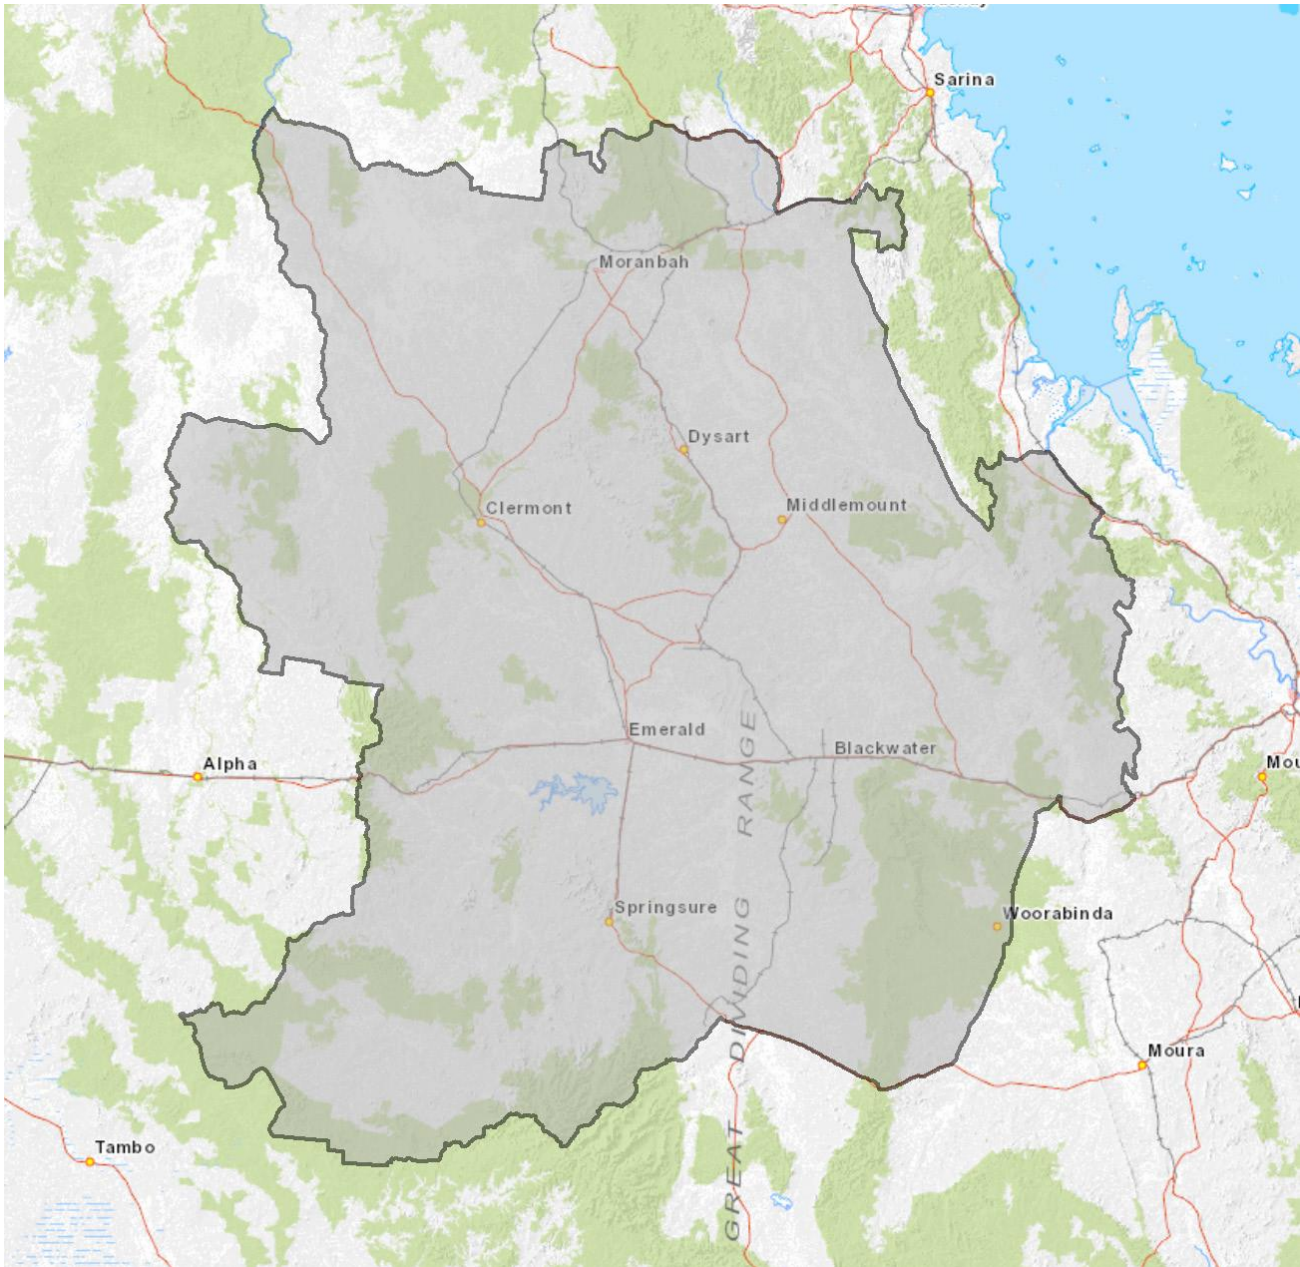 Sarina
Moranbah
Dysart
Clermont
Middlemount
Emerald
Blackwater
Alpha
Springsure
Woorabinda
GREAT DIVIDING RANGE
Moura
Tambo